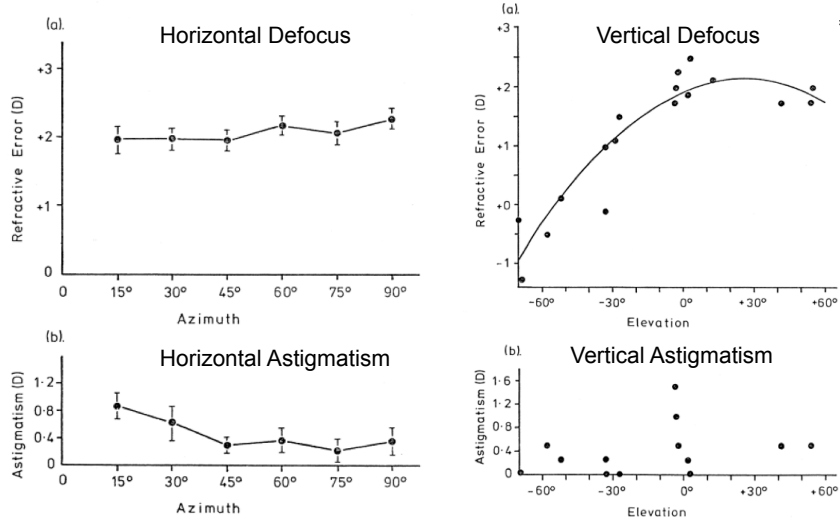 (a).
Horizontal Defocus
+3
+2
+1
0
Refractive Error (D)
0 15° 30° 45° 60° 75° 90°
Azimuth
(b).
Horizontal Astigmatism
1·2
0·8
0·4
0
Astigmatism (D)
0 15° 30° 45° 60° 75° 90°
Azimuth
(a).
Vertical Defocus
+3
+2
+1
+0
-1
Refractive Error (D)
-60° -30° 0° +30° +60°
Elevation
(b).
Vertical Astigmatism
1·6
1·2
0·8
0·4
0
Astigmatism (D)
-60° -30° 0° +30° +60°
Elevation